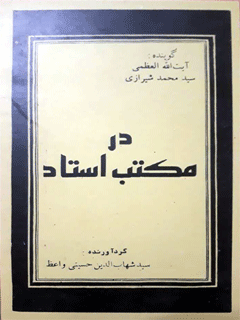 گوینده :
آیت‌الله العظمی
سید محمد شیرازی
در
مکتب استاد
گردآورنده
سید شهاب‌الدین حسینی واعظ